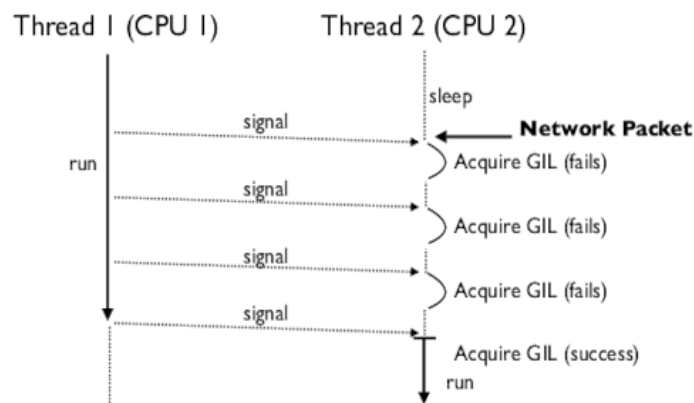 Thread 1 (CPU 1)
Thread 2 (CPU 2)
sleep
signal
Network Packet
run
Acquire GIL (fails)
signal
Acquire GIL (fails)
signal
Acquire GIL (fails)
signal
Acquire GIL (success)
run